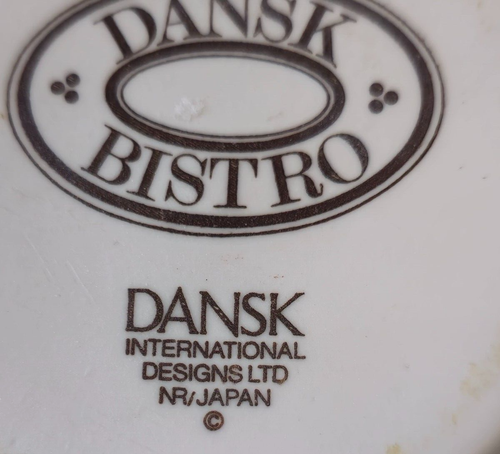 DANSK
BISTRO
DANSK
INTERNATIONAL
DESIGNS LTD
NR/JAPAN
©